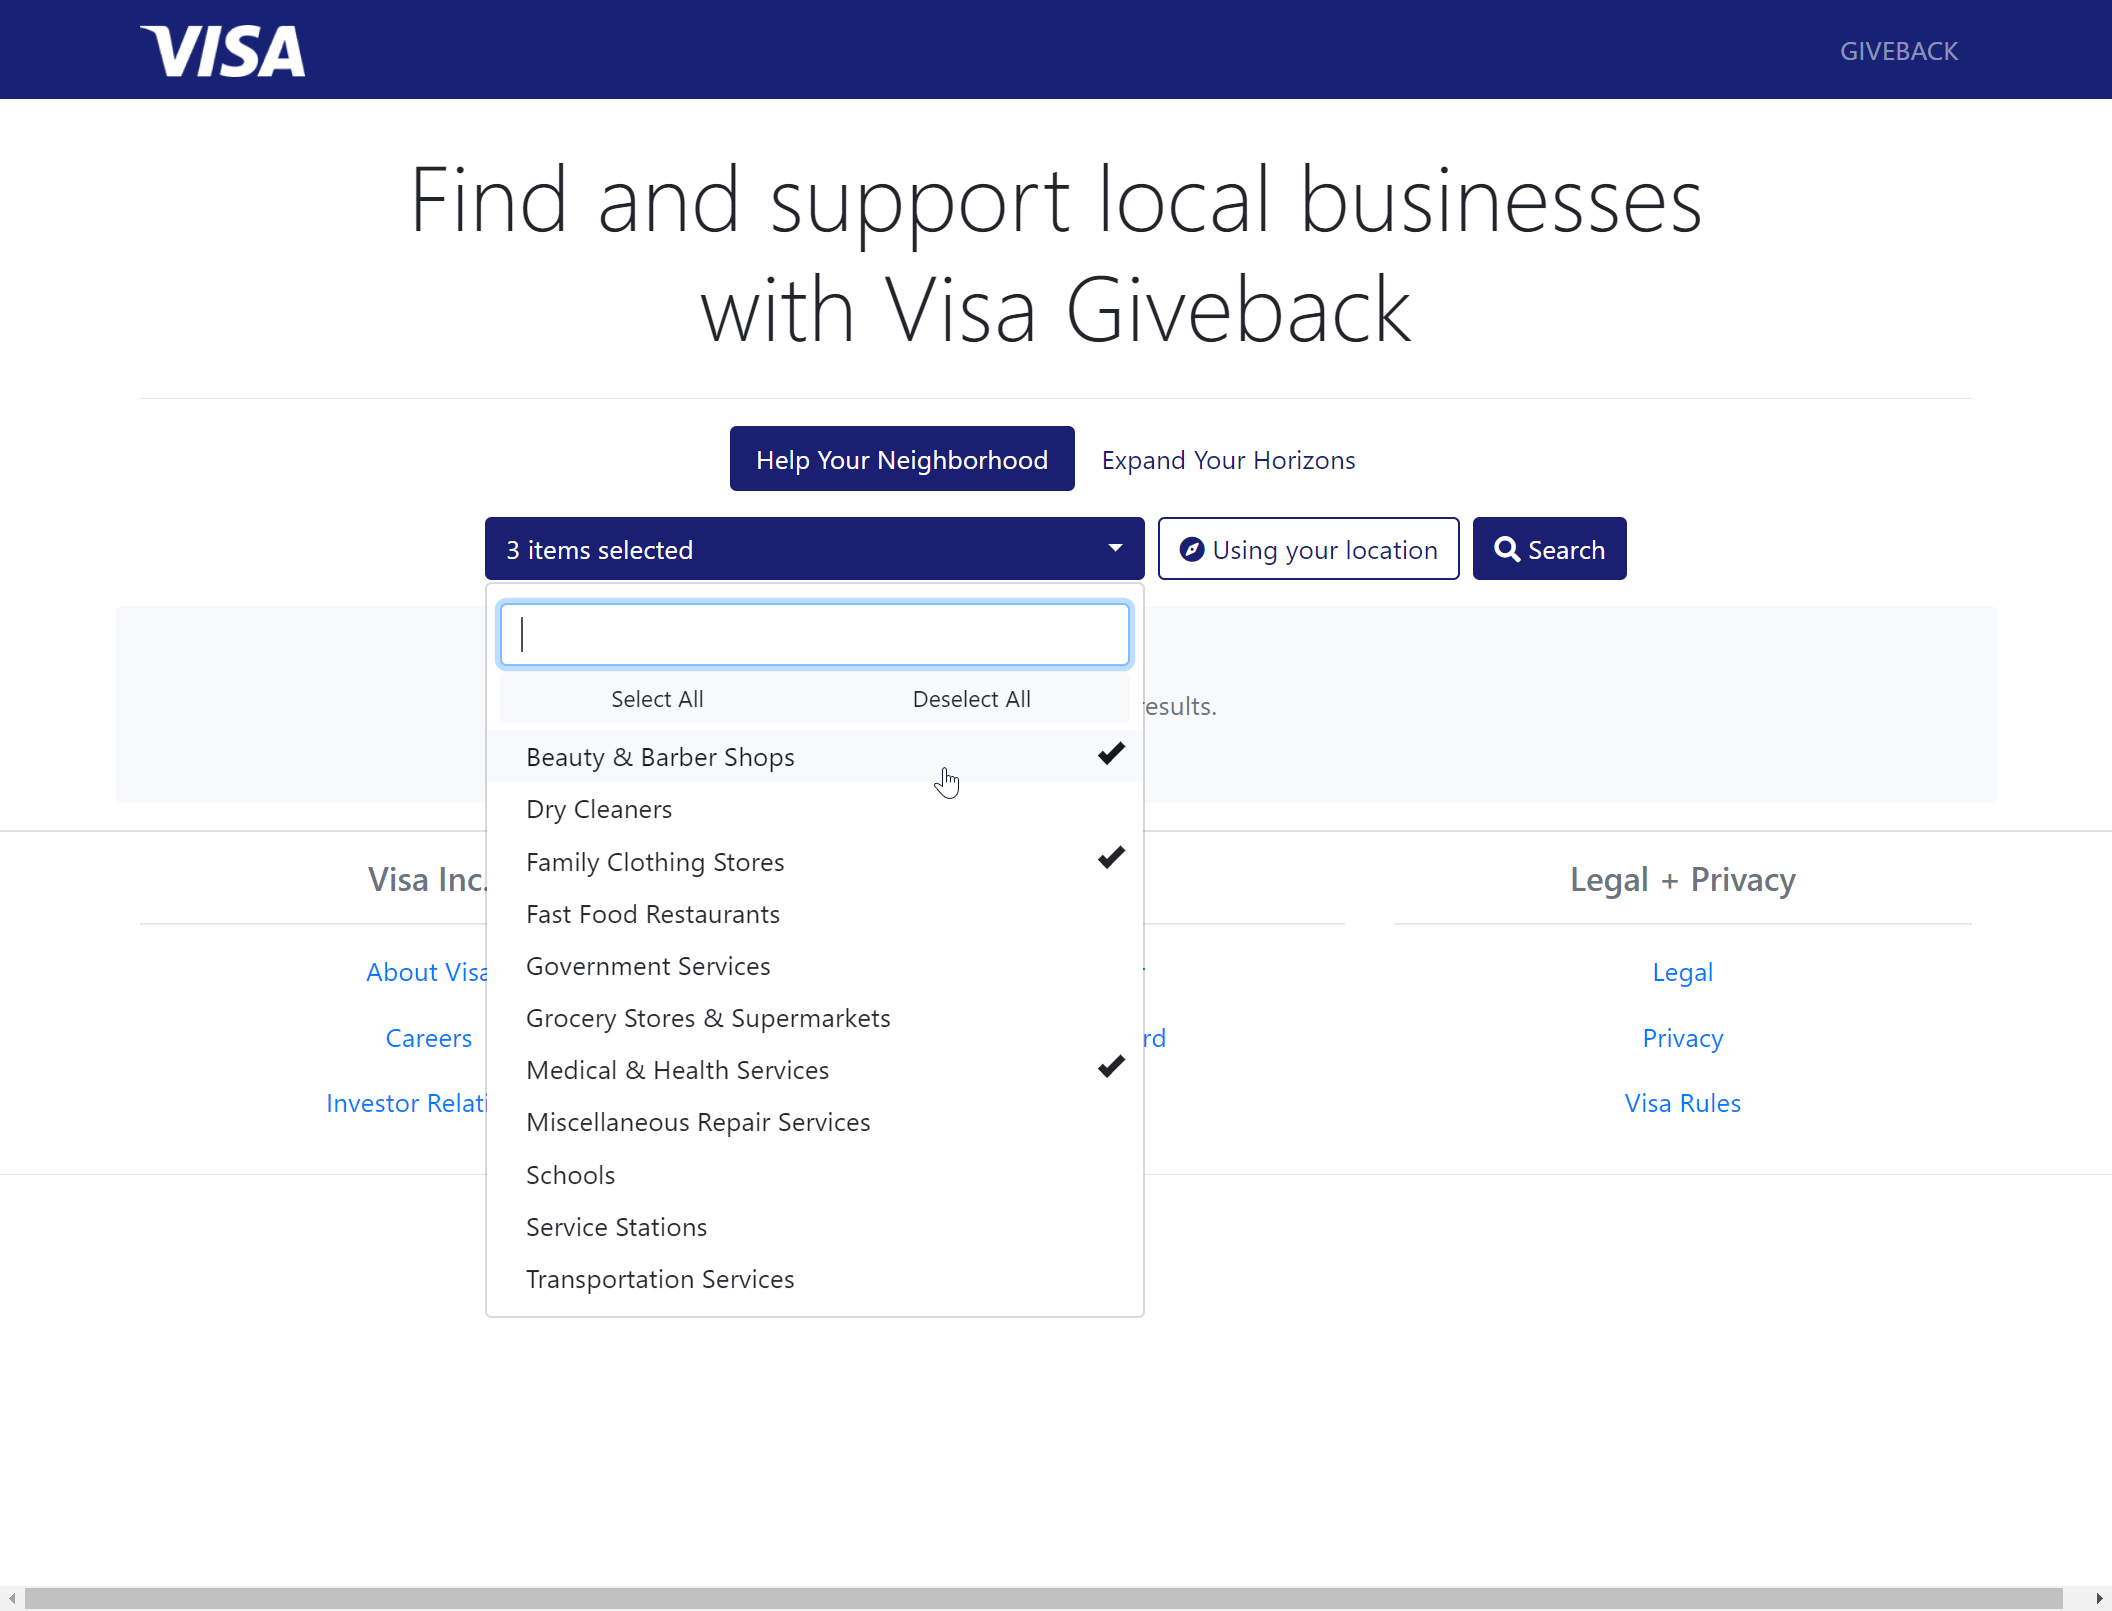 VISA
GIVEBACK
Find and support local businesses
with Visa Giveback
Help Your Neighborhood
Expand Your Horizons
3 items selected
Using your location
Search
Select All
Deselect All
Beauty & Barber Shops
Dry Cleaners
Family Clothing Stores
Fast Food Restaurants
Government Services
Grocery Stores & Supermarkets
Medical & Health Services
Miscellaneous Repair Services
Schools
Service Stations
Transportation Services
esults.
Visa Inc.
About Visa
Careers
Investor Relati
rd
Legal + Privacy
Legal
Privacy
Visa Rules